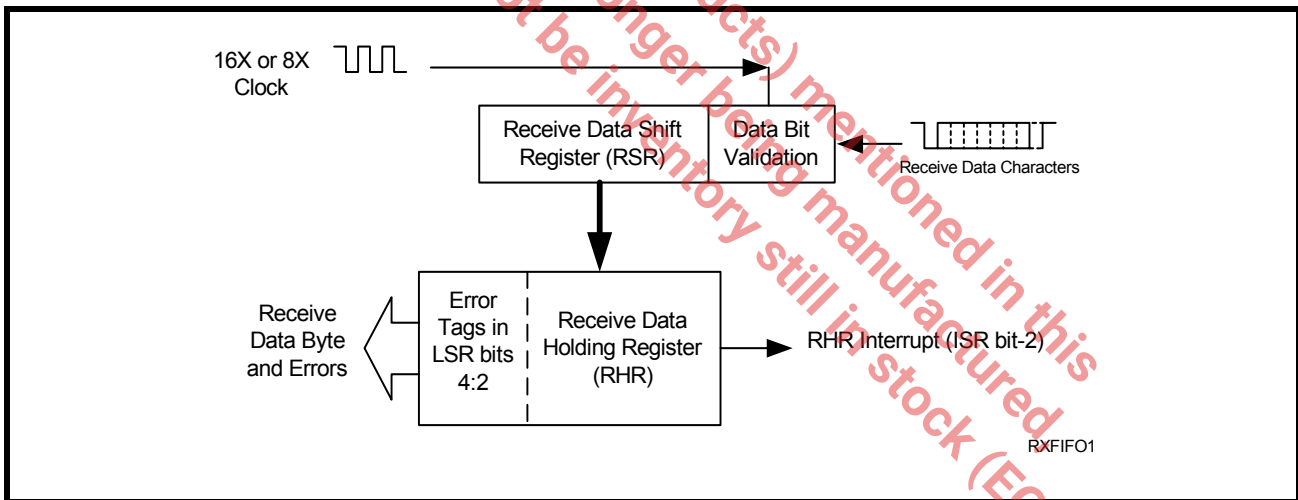 16X or 8X
Clock
Receive Data Shift
Register (RSR)
Data Bit
Validation
Receive Data Characters
Receive
Data Byte
and Errors
Error
Tags in
LSR bits
4:2
Receive Data
Holding Register
(RHR)
RHR Interrupt (ISR bit-2)
RXFIFO1
ducts) mentioned in this
nger being manufactured
t be inventory still in stock (EO